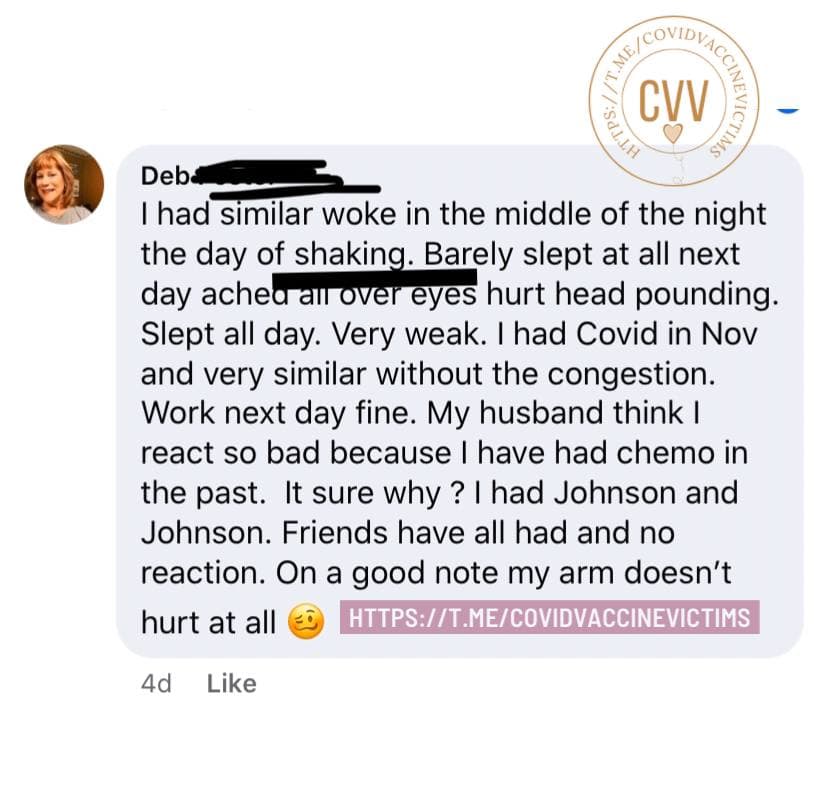 HTTPS://T.ME/COVIDVACCINEVICTIMS
CVV
Deb
I had similar woke in the middle of the night
the day of shaking. Barely slept at all next
day ached all over eyes hurt head pounding.
Slept all day. Very weak. I had Covid in Nov
and very similar without the congestion.
Work next day fine. My husband think I
react so bad because I have had chemo in
the past.  It sure why ? I had Johnson and
Johnson. Friends have all had and no
reaction. On a good note my arm doesn't
hurt at all 🥴 HTTPS://T.ME/COVIDVACCINEVICTIMS
4d Like